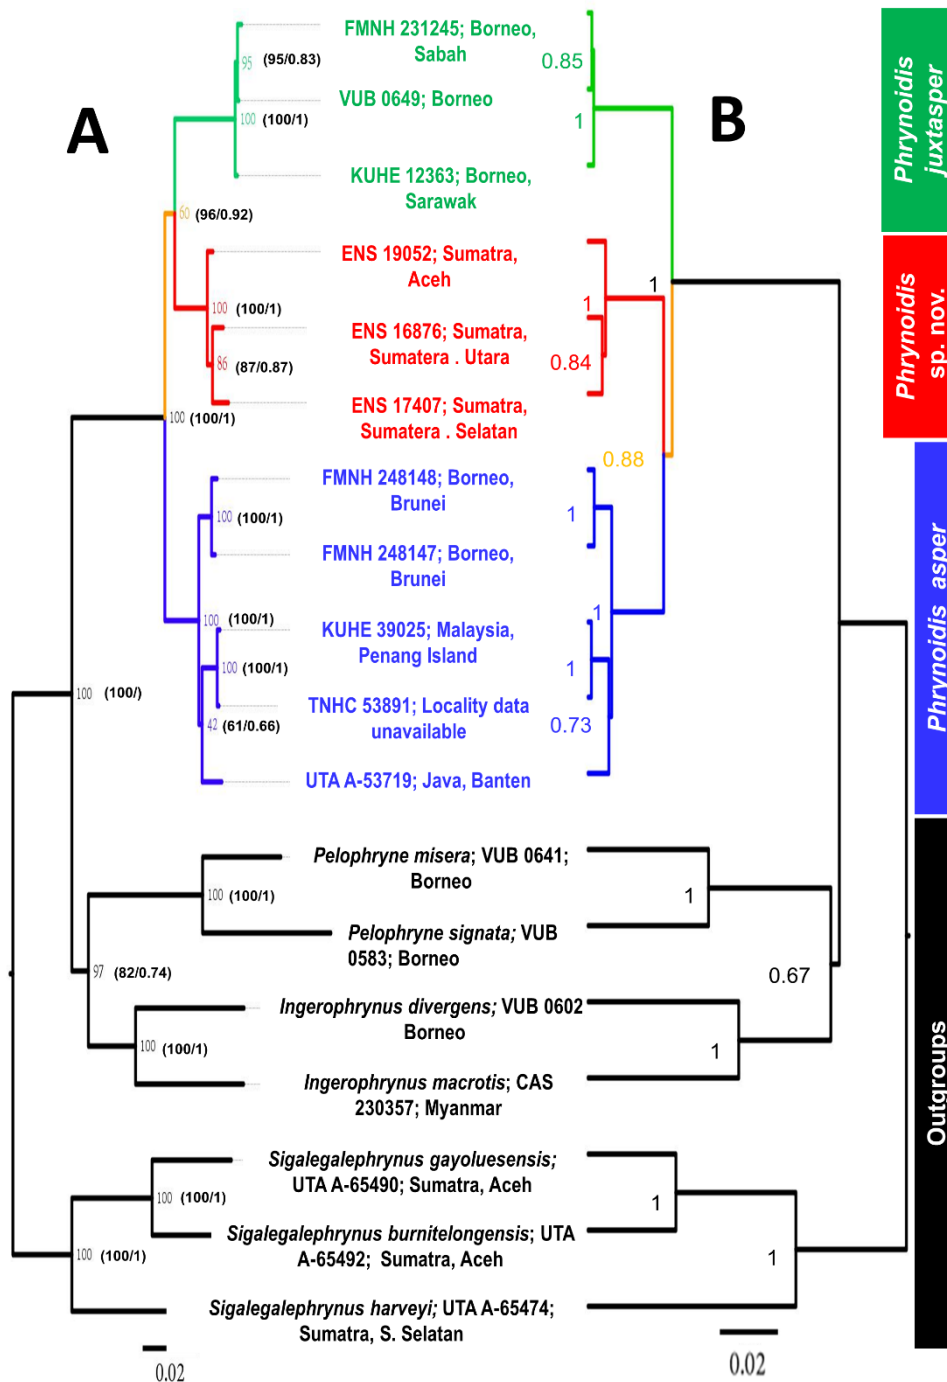 A
B
FMNH 231245; Borneo,
Sabah
VUB 0649; Borneo
KUHE 12363; Borneo,
Sarawak
ENS 19052; Sumatra,
Aceh
ENS 16876; Sumatra,
Sumatera . Utara
ENS 17407; Sumatra,
Sumatera . Selatan
FMNH 248148; Borneo,
Brunei
FMNH 248147; Borneo,
Brunei
KUHE 39025; Malaysia,
Penang Island
TNHC 53891; Locality data
unavailable
UTA A-53719; Java, Banten
Pelophryne misera; VUB 0641;
Borneo
Pelophryne signata; VUB
0583; Borneo
Ingerophrynus divergens; VUB 0602
Borneo
Ingerophrynus macrotis; CAS
230357; Myanmar
Sigalegalephrynus gayoluesensis;
UTA A-65490; Sumatra, Aceh
Sigalegalephrynus burnitelongensis; UTA
A-65492; Sumatra, Aceh
Sigalegalephrynus harveyi; UTA A-65474;
Sumatra, S. Selatan
95 (95/0.83)
100 (100/1)
60 (96/0.92)
100 (100/1)
86 (87/0.87)
100 (100/1)
100 (100/1)
100 (100/1)
100 (100/1)
42 (61/0.66)
100 (100/)
100 (100/1)
97 (82/0.74)
100 (100/1)
100 (100/1)
100 (100/1)
0.02
0.85
1
1
1
0.84
0.88
1
1
1
0.73
1
0.67
1
1
1
0.02
Phrynoidis
juxtasper
Phrynoidis
sp. nov.
Phrynoidis asper
Outgroups